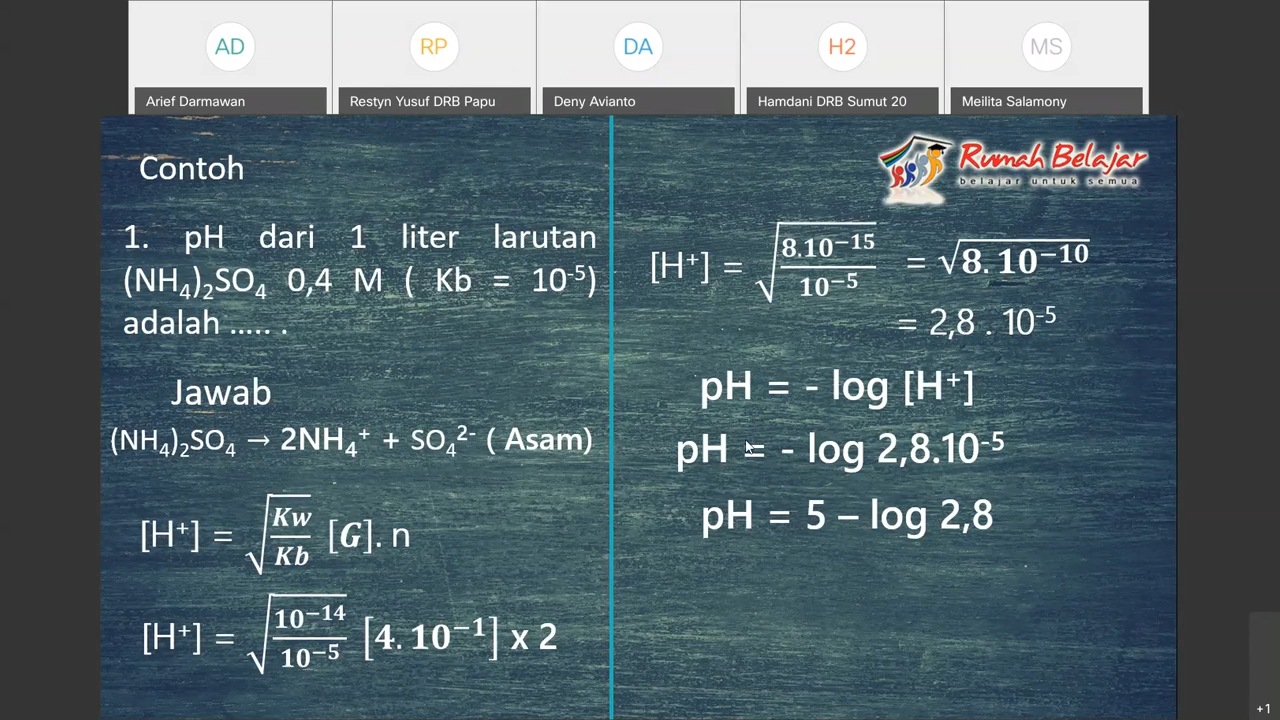 AD
RP
DA
H2
MS
Arief Darmawan
Restyn Yusuf DRB Papu
Deny Avianto
Hamdani DRB Sumut 20
Meilita Salamony
Contoh
1. pH dari 1 liter larutan
(NH₄)₂SO₄ 0,4 M ( Kb = 10⁻⁵)
adalah ..... .
Jawab
(NH₄)₂SO₄ → 2NH₄⁺ + SO₄²⁻ ( Asam)
[H⁺] = √(Kw/Kb) [G]. n
[H⁺] = √(10⁻¹⁴/10⁻⁵) [4. 10⁻¹] x 2
Rumah Belajar
belajar untuk semua
[H⁺] = √(8.10⁻¹⁵/10⁻⁵) = √8. 10⁻¹⁰
= 2,8 . 10⁻⁵
pH = - log [H⁺]
pH = - log 2,8.10⁻⁵
pH = 5 – log 2,8
+1